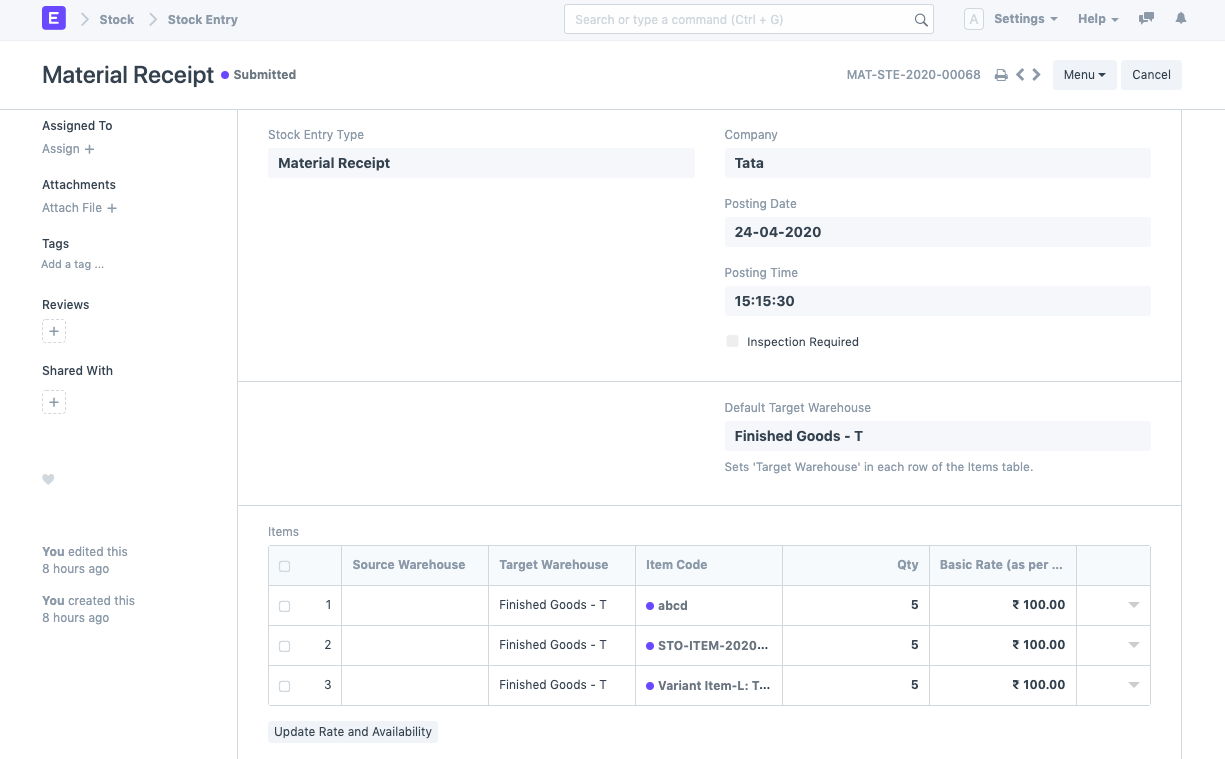 E Stock Stock Entry Search or type a command (Ctrl + G) A Settings Help
Material Receipt Submitted MAT-STE-2020-00068 Menu Cancel
Assigned To
Assign +
Attachments
Attach File +
Tags
Add a tag ...
Reviews
+
Shared With
+
You edited this
8 hours ago
You created this
8 hours ago
Stock Entry Type
Material Receipt
Company
Tata
Posting Date
24-04-2020
Posting Time
15:15:30
Inspection Required
Default Target Warehouse
Finished Goods - T
Sets 'Target Warehouse' in each row of the Items table.
Items
Source Warehouse Target Warehouse Item Code Qty Basic Rate (as per ...
1 Finished Goods - T abcd 5 ₹ 100.00
2 Finished Goods - T STO-ITEM-2020... 5 ₹ 100.00
3 Finished Goods - T Variant Item-L: T... 5 ₹ 100.00
Update Rate and Availability